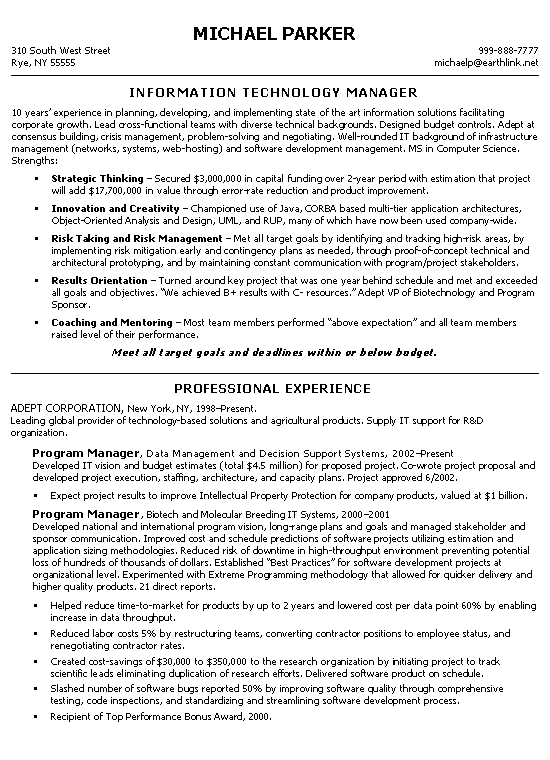 MICHAEL PARKER
310 South West Street 999-888-7777
Rye, NY 55555 michaelp@earthlink.net
INFORMATION TECHNOLOGY MANAGER
10 years' experience in planning, developing, and implementing state of the art information solutions facilitating
corporate growth. Lead cross-functional teams with diverse technical backgrounds. Designed budget controls. Adept at
consensus building, crisis management, problem-solving and negotiating. Well-rounded IT background of infrastructure
management (networks, systems, web-hosting) and software development management. MS in Computer Science.
Strengths:
▪ Strategic Thinking – Secured $3,000,000 in capital funding over 2-year period with estimation that project
will add $17,700,000 in value through error-rate reduction and product improvement.
▪ Innovation and Creativity – Championed use of Java, CORBA based multi-tier application architectures,
Object-Oriented Analysis and Design, UML, and RUP, many of which have now been used company-wide.
▪ Risk Taking and Risk Management – Met all target goals by identifying and tracking high-risk areas, by
implementing risk mitigation early and contingency plans as needed, through proof-of-concept technical and
architectural prototyping, and by maintaining constant communication with program/project stakeholders.
▪ Results Orientation – Turned around key project that was one year behind schedule and met and exceeded
all goals and objectives. "We achieved B+ results with C- resources." Adept VP of Biotechnology and Program
Sponsor.
▪ Coaching and Mentoring – Most team members performed "above expectation" and all team members
raised level of their performance.
Meet all target goals and deadlines within or below budget.
PROFESSIONAL EXPERIENCE
ADEPT CORPORATION, New York, NY, 1998–Present.
Leading global provider of technology-based solutions and agricultural products. Supply IT support for R&D
organization.
Program Manager, Data Management and Decision Support Systems, 2002–Present
Developed IT vision and budget estimates (total $4.5 million) for proposed project. Co-wrote project proposal and
developed project execution, staffing, architecture, and capacity plans. Project approved 6/2002.
▪ Expect project results to improve Intellectual Property Protection for company products, valued at $1 billion.
Program Manager, Biotech and Molecular Breeding IT Systems, 2000–2001
Developed national and international program vision, long-range plans and goals and managed stakeholder and
sponsor communication. Improved cost and schedule predictions of software projects utilizing estimation and
application sizing methodologies. Reduced risk of downtime in high-throughput environment preventing potential
loss of hundreds of thousands of dollars. Established "Best Practices" for software development projects at
organizational level. Experimented with Extreme Programming methodology that allowed for quicker delivery and
higher quality products. 21 direct reports.
▪ Helped reduce time-to-market for products by up to 2 years and lowered cost per data point 60% by enabling
increase in data throughput.
▪ Reduced labor costs 5% by restructuring teams, converting contractor positions to employee status, and
renegotiating contractor rates.
▪ Created cost-savings of $30,000 to $350,000 to the research organization by initiating project to track
scientific leads eliminating duplication of research efforts. Delivered software product on schedule.
▪ Slashed number of software bugs reported 50% by improving software quality through comprehensive
testing, code inspections, and standardizing and streamlining software development process.
▪ Recipient of Top Performance Bonus Award, 2000.